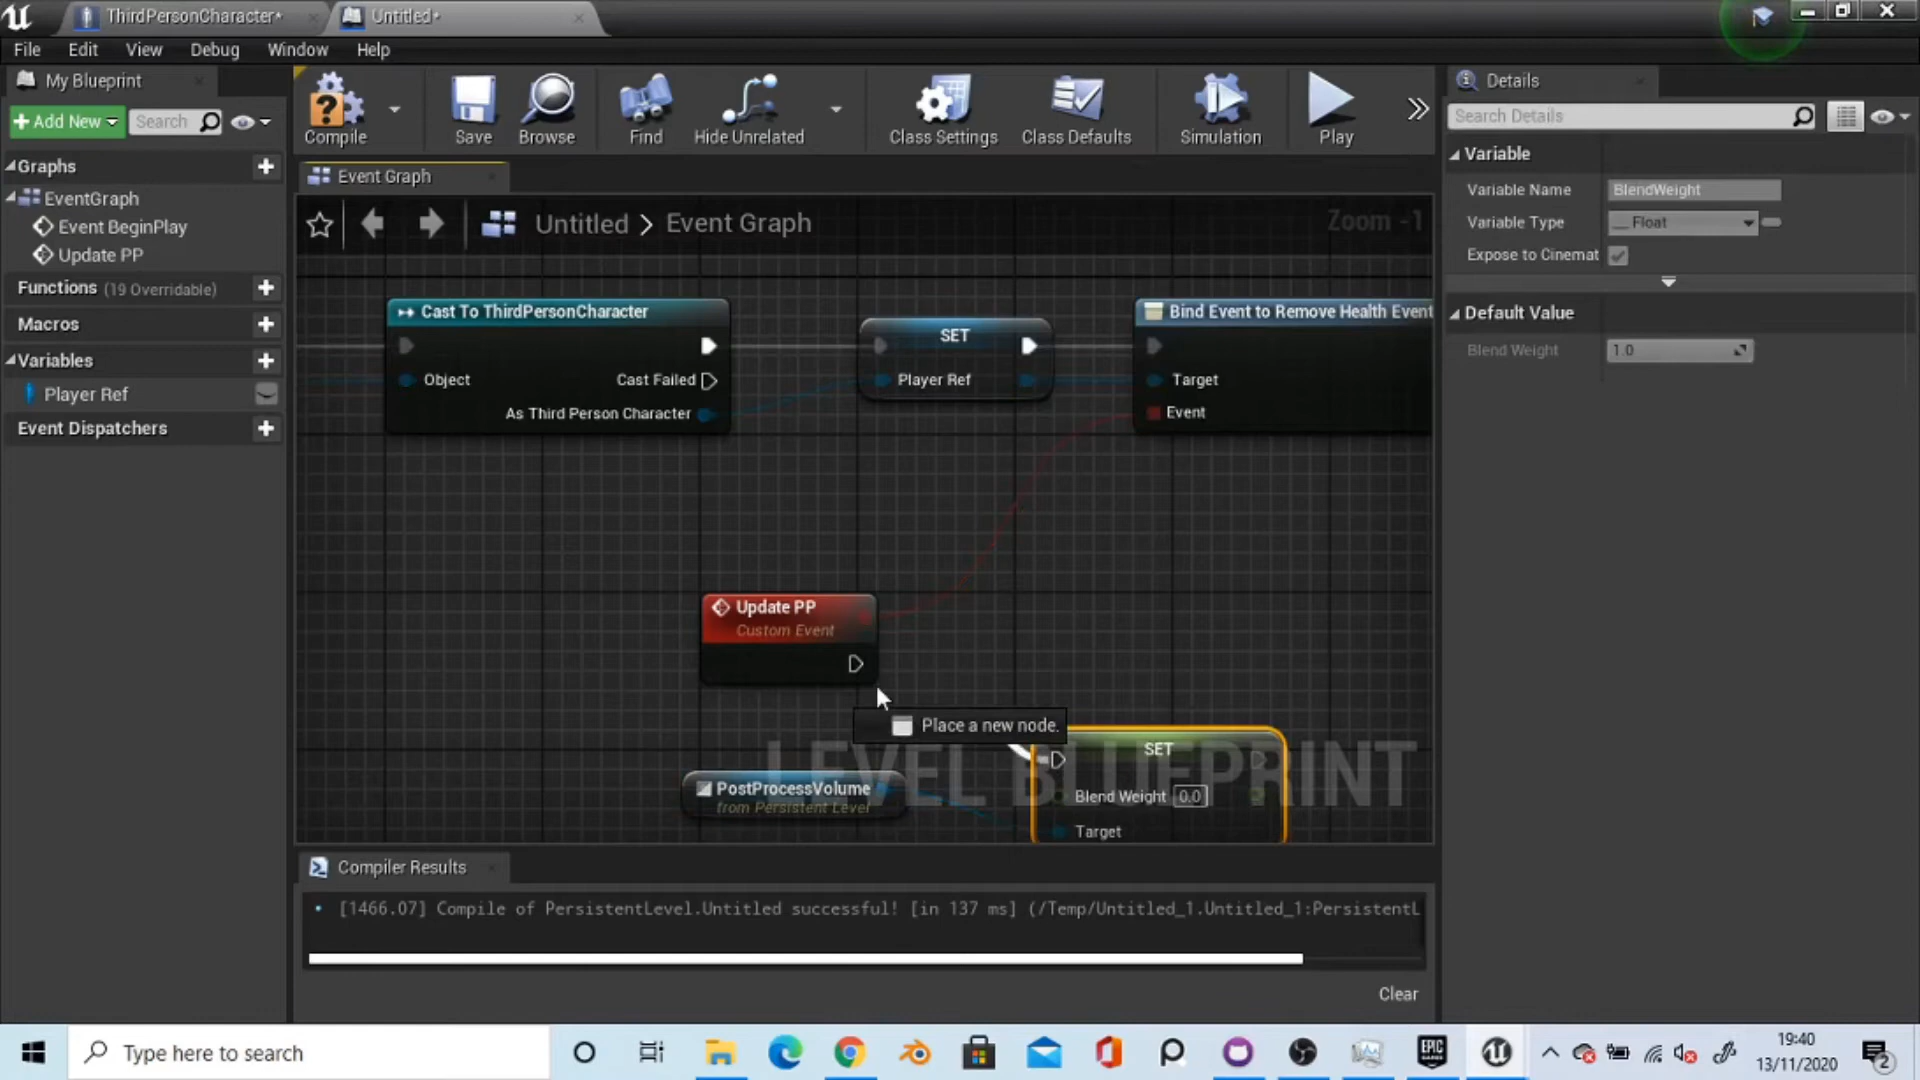 ThirdPersonCharacter*
Untitled*
File Edit View Debug Window Help
My Blueprint
Add New
Search
Compile
Save
Browse
Find
Hide Unrelated
Class Settings
Class Defaults
Simulation
Play
Details
Search Details
Graphs
EventGraph
Event BeginPlay
Update PP
Functions (19 Overridable)
Macros
Variables
Player Ref
Event Dispatchers
Event Graph
Untitled > Event Graph
Zoom -1
Cast To ThirdPersonCharacter
Object
Cast Failed
As Third Person Character
SET
Player Ref
Bind Event to Remove Health Event
Target
Event
Update PP
Custom Event
Place a new node.
LEVEL BLUEPRINT
PostProcessVolume
from Persistent Level
SET
Blend Weight 0.0
Target
Variable
Variable Name BlendWeight
Variable Type Float
Expose to Cinemat
Default Value
Blend Weight 1.0
Compiler Results
[1466.07] Compile of PersistentLevel.Untitled successful! [in 137 ms] (/Temp/Untitled_1.Untitled_1:PersistentL
Clear
Type here to search
EPIC
GAMES
19:40
13/11/2020
2